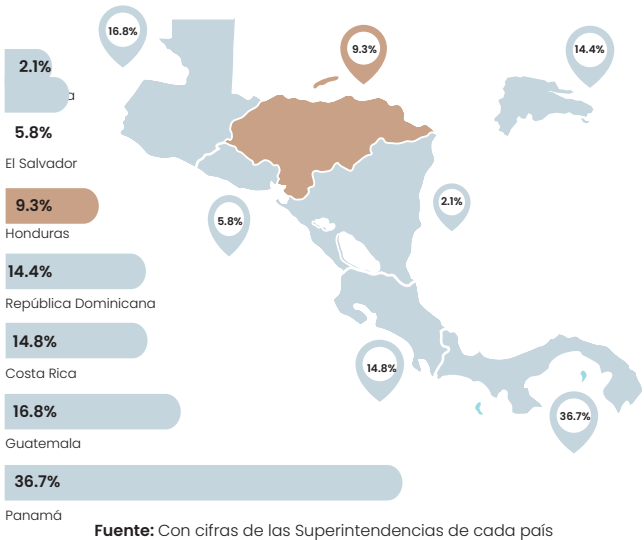 16.8%
9.3%
14.4%
2.1%
a
5.8%
El Salvador
9.3%
Honduras
14.4%
República Dominicana
14.8%
Costa Rica
16.8%
Guatemala
36.7%
Panamá
5.8%
2.1%
14.8%
36.7%
Fuente: Con cifras de las Superintendencias de cada país